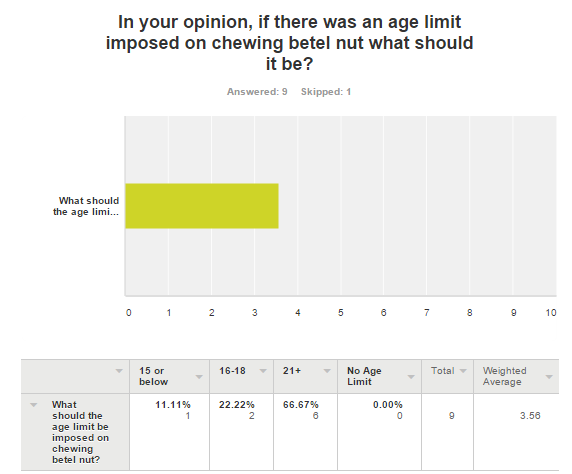 In your opinion, if there was an age limit
imposed on chewing betel nut what should
it be?
Answered: 9 Skipped: 1
What should
the age limi...
0 1 2 3 4 5 6 7 8 9 10
15 or
below
16-18
21+
No Age
Limit
Total
Weighted
Average
What
should the
age limit be
imposed on
chewing
betel nut?
11.11%
1
22.22%
2
66.67%
6
0.00%
0
9
3.56